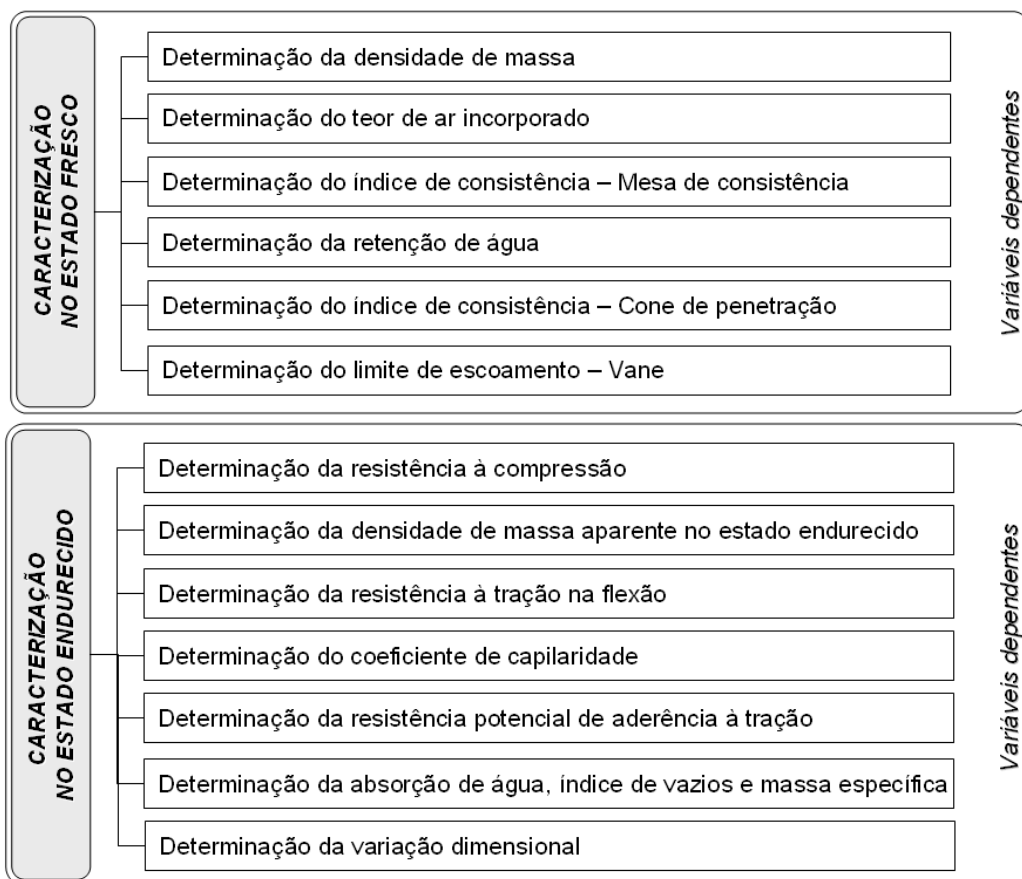 CARACTERIZAÇÃO
NO ESTADO FRESCO
Determinação da densidade de massa
Determinação do teor de ar incorporado
Determinação do índice de consistência – Mesa de consistência
Determinação da retenção de água
Determinação do índice de consistência – Cone de penetração
Determinação do limite de escoamento – Vane
Variáveis dependentes
CARACTERIZAÇÃO
NO ESTADO ENDURECIDO
Determinação da resistência à compressão
Determinação da densidade de massa aparente no estado endurecido
Determinação da resistência à tração na flexão
Determinação do coeficiente de capilaridade
Determinação da resistência potencial de aderência à tração
Determinação da absorção de água, índice de vazios e massa específica
Determinação da variação dimensional
Variáveis dependentes